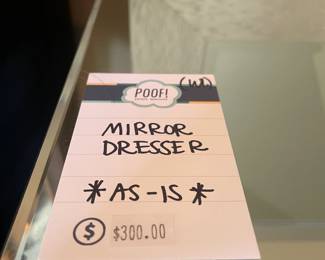 POOF!
MIRROR
DRESSER
*AS-IS*
$ $300.00